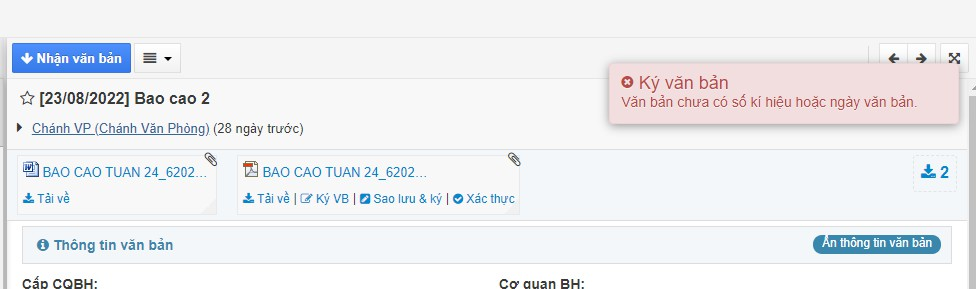 Nhận văn bản
Ký văn bản
Văn bản chưa có số kí hiệu hoặc ngày văn bản.
[23/08/2022] Bao cao 2
Chánh VP (Chánh Văn Phòng) (28 ngày trước)
BAO CAO TUAN 24_6202...
Tải về
BAO CAO TUAN 24_6202...
Tải về | Ký VB | Sao lưu & ký | Xác thực
2
Thông tin văn bản
Ẩn thông tin văn bản
Cấp CQBH:
Cơ quan BH: